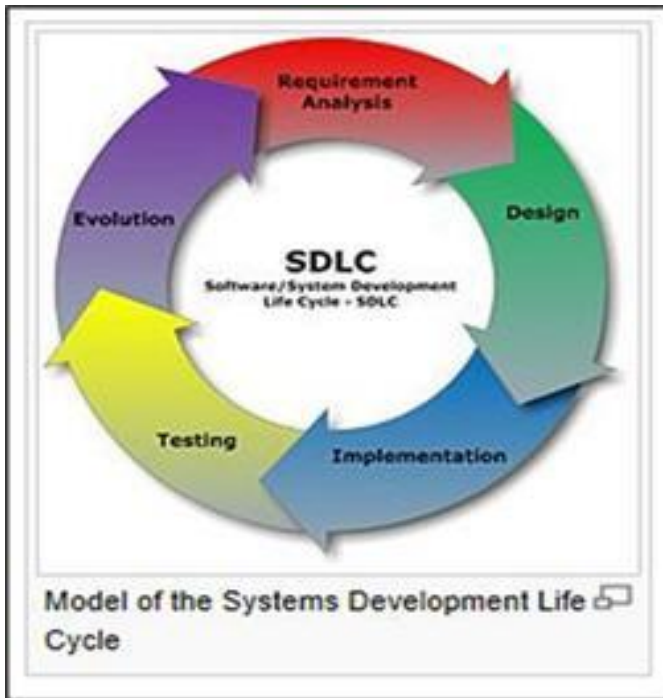 Requirement
Analysis
Design
Implementation
Testing
Evolution
SDLC
Software/System Development
Life Cycle - SDLC
Model of the Systems Development Life
Cycle